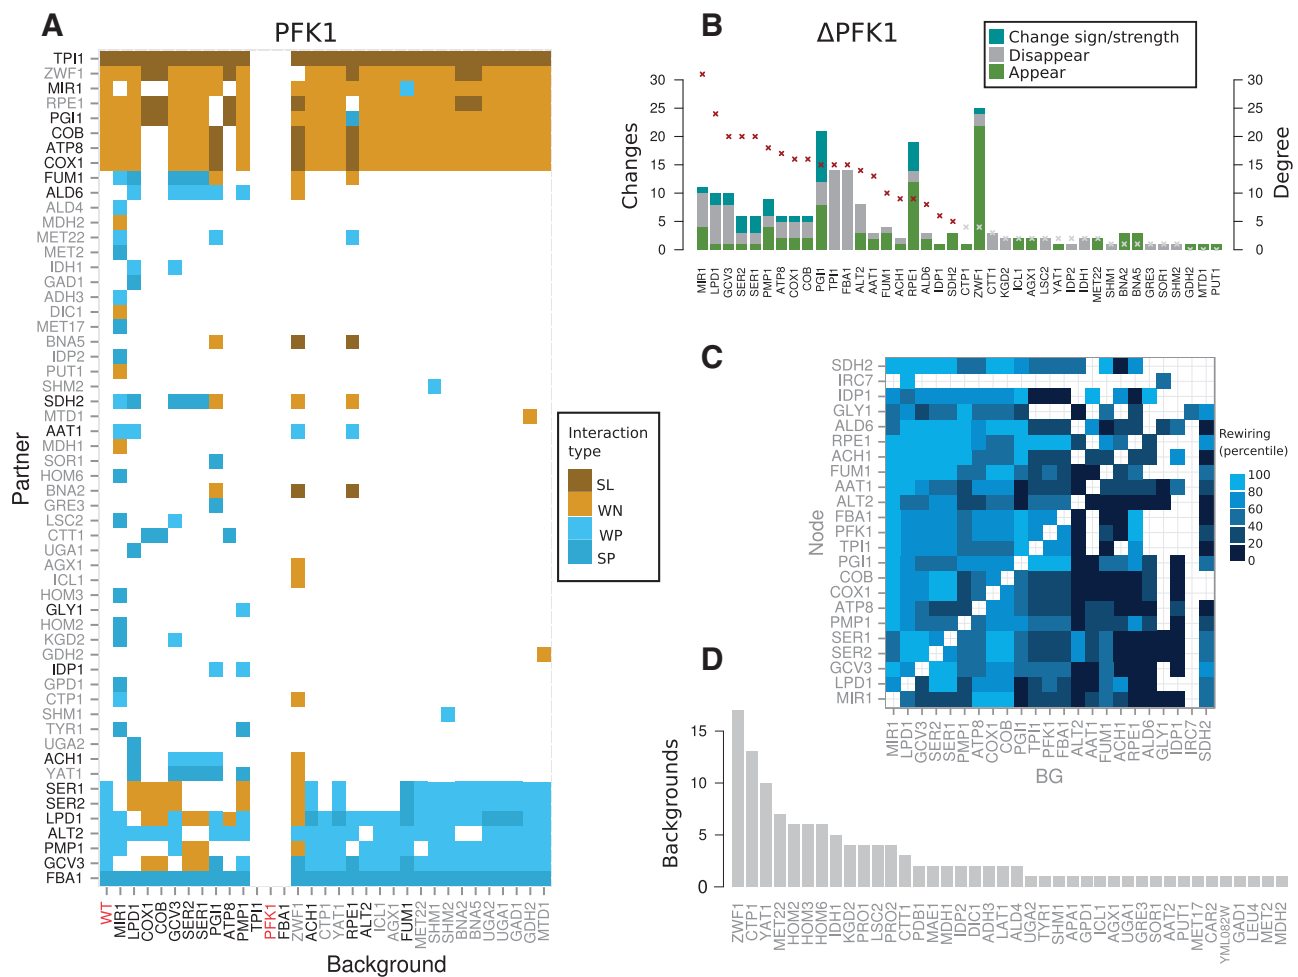 A
PFK1
TPI1
ZWF1
MIR1
RPE1
PGI1
COB
ATP8
COX1
FUM1
ALD6
ALD4
MDH2
MET22
MET2
IDH1
GAD1
ADH3
DIC1
MET17
BNA5
IDP2
PUT1
SHM2
SDH2
MTD1
AAT1
MDH1
SOR1
HOM6
BNA2
GRE3
LSC2
CTT1
UGA1
AGX1
ICL1
HOM3
GLY1
HOM2
KGD2
GDH2
IDP1
GPD1
CTP1
SHM1
TYR1
UGA2
ACH1
YAT1
SER1
SER2
LPD1
ALT2
PMP1
GCV3
FBA1
Partner
WT MIR1 LPD1 COX1 COB GCV3 SER2 SER1 PGI1 ATP8 PMP1 TPI1 PFK1 FBA1 ZWF1 ACH1 CTP1 YAT1 RPE1 ALT2 ICL1 AGX1 FUM1 MET22 SHM1 SHM2 BNA2 BNA5 UGA2 UGA1 GAD1 MTD1
Background
Interaction
type
SL
WN
WP
SP
B
ΔPFK1
Change sign/strength
Disappear
Appear
30
25
20
15
10
5
0
Changes
30
25
20
15
10
5
0
Degree
MIR1 LPD1 GCV3 SER2 SER1 PMP1 ATP8 COX1 COB PGI1 TPI1 FBA1 ALT2 AAT1 FUM1 ACH1 RPE1 ALD6 IDP1 SDH2 CTP1 ZWF1 CTT1 KGD2 ICL1 AGX1 LSC2 YAT1 IDP2 IDH1 MET22 SHM1 BNA2 BNA5 GRE3 SOR1 SHM2 GDH2 MTD1 PUT1
C
SDH2
IRC7
IDP1
GLY1
ALD6
RPE1
ACH1
FUM1
AAT1
ALT2
FBA1
PFK1
TPI1
PGI1
COB
COX1
ATP8
PMP1
SER1
SER2
GCV3
LPD1
MIR1
Node
MIR1 LPD1 GCV3 SER2 SER1 PMP1 ATP8 COX1 COB PGI1 TPI1 PFK1 FBA1 ALT2 AAT1 FUM1 ACH1 RPE1 ALD6 GLY1 IDP1 IRC7 SDH2
BG
Rewiring
(percentile)
100
80
60
40
20
0
D
15
10
5
0
Backgrounds
ZWF1 CTP1 YAT1 MET22 HOM2 HOM3 HOM6 IDH1 KGD2 PRO1 LSC2 PRO2 CTT1 PDB1 MAE1 MDH1 IDP2 DIC1 ADH3 LAT1 ALD4 UGA2 TYR1 SHM1 APA1 GPD1 ICL1 AGX1 UGA1 GRE3 SOR1 AAT2 PUT1 MET17 CAR2 YML082W GAD1 LEU4 MET2 MDH2